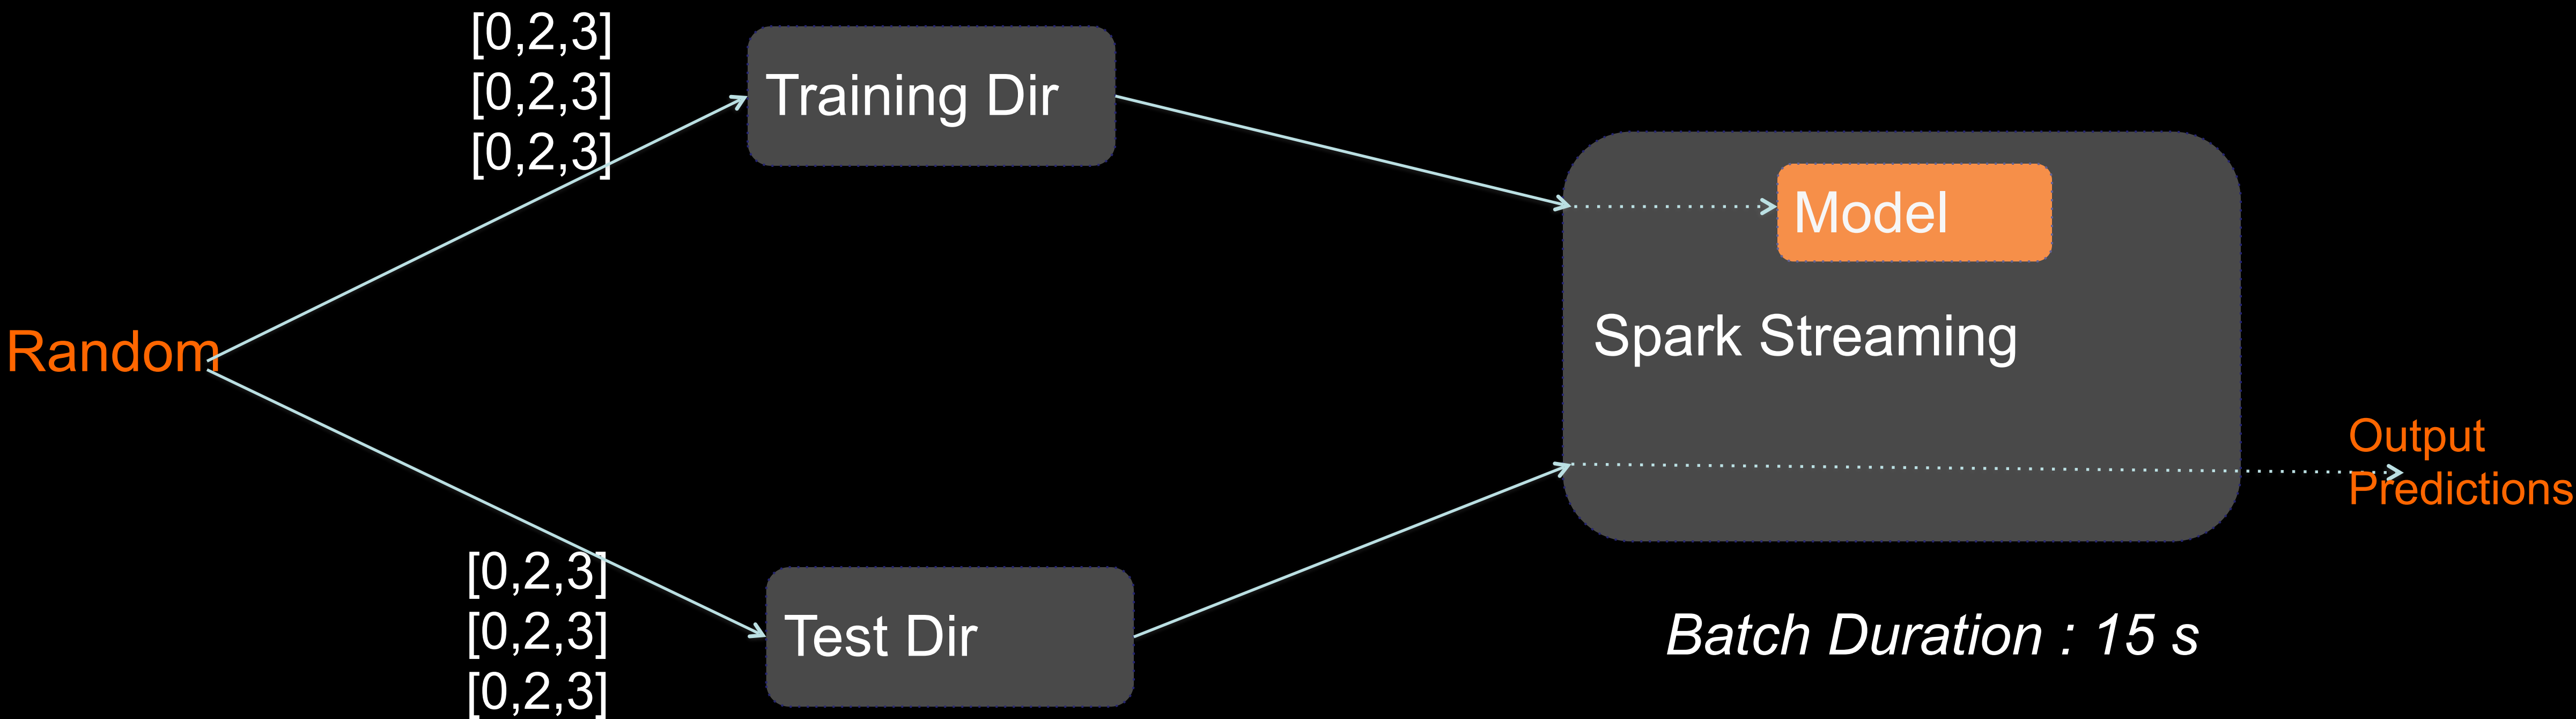 [0,2,3]
[0,2,3]
[0,2,3]
Training Dir
Model
Random
Spark Streaming
Output
Predictions
[0,2,3]
[0,2,3]
[0,2,3]
Test Dir
Batch Duration : 15 s